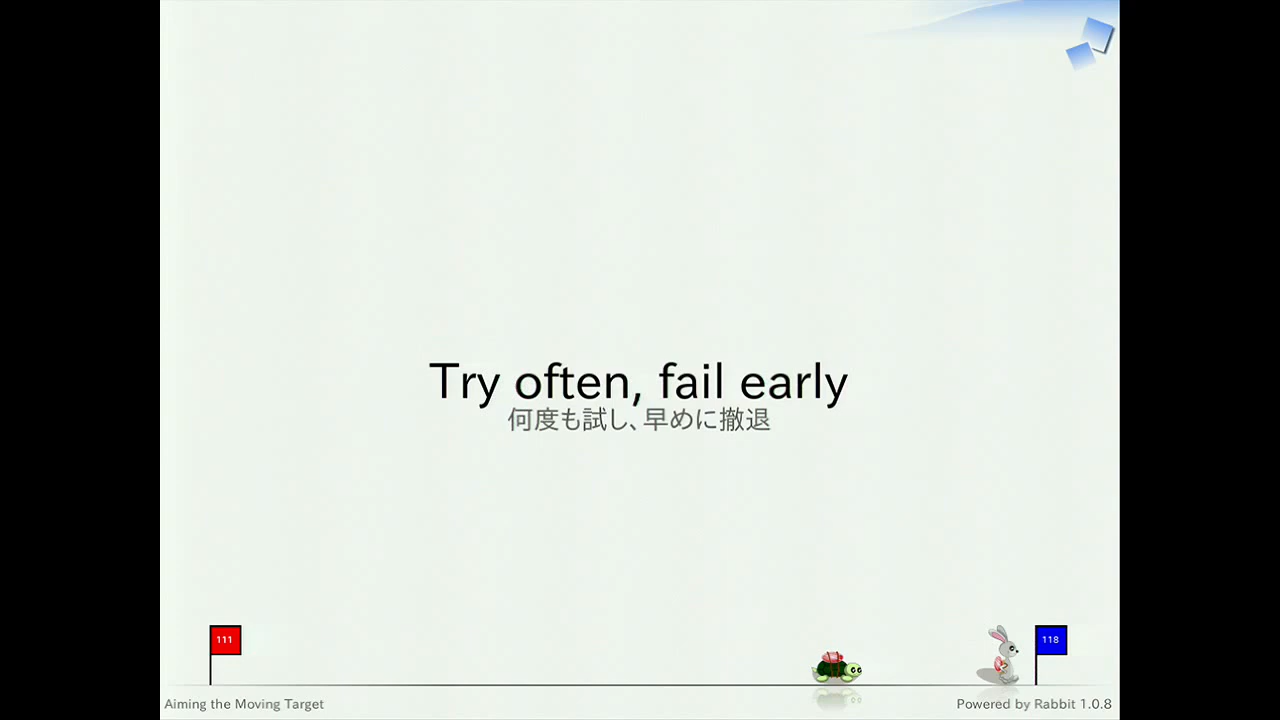 Try often, fail early
何度も試し、早めに撤退
111
118
Aiming the Moving Target
Powered by Rabbit 1.0.8